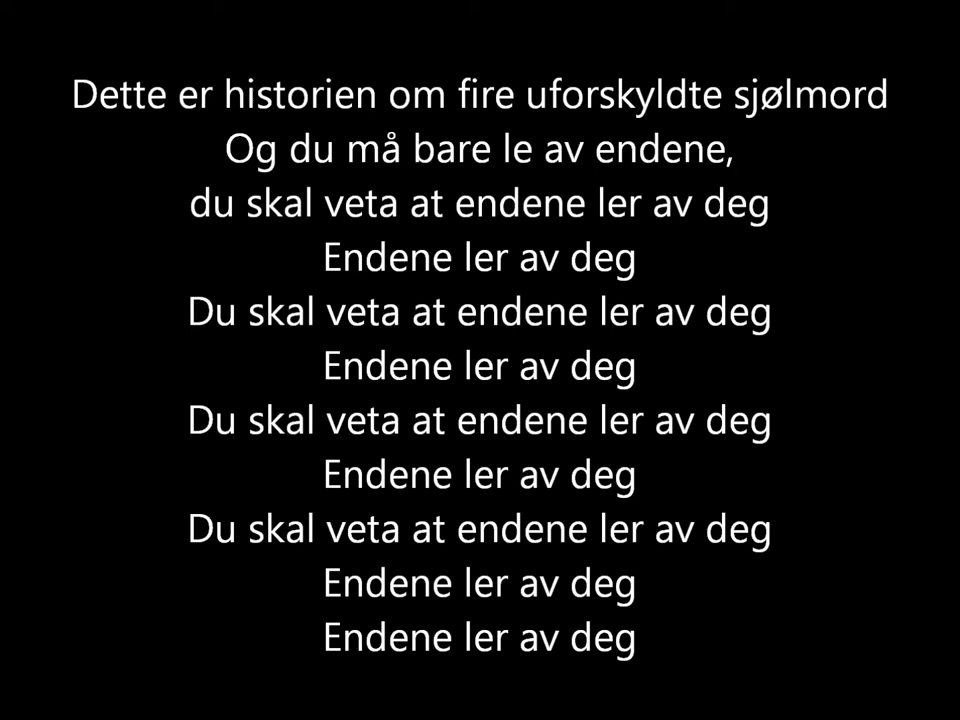 Dette er historien om fire uforskyldte sjølmord
Og du må bare le av endene,
du skal veta at endene ler av deg
Endene ler av deg
Du skal veta at endene ler av deg
Endene ler av deg
Du skal veta at endene ler av deg
Endene ler av deg
Du skal veta at endene ler av deg
Endene ler av deg
Endene ler av deg